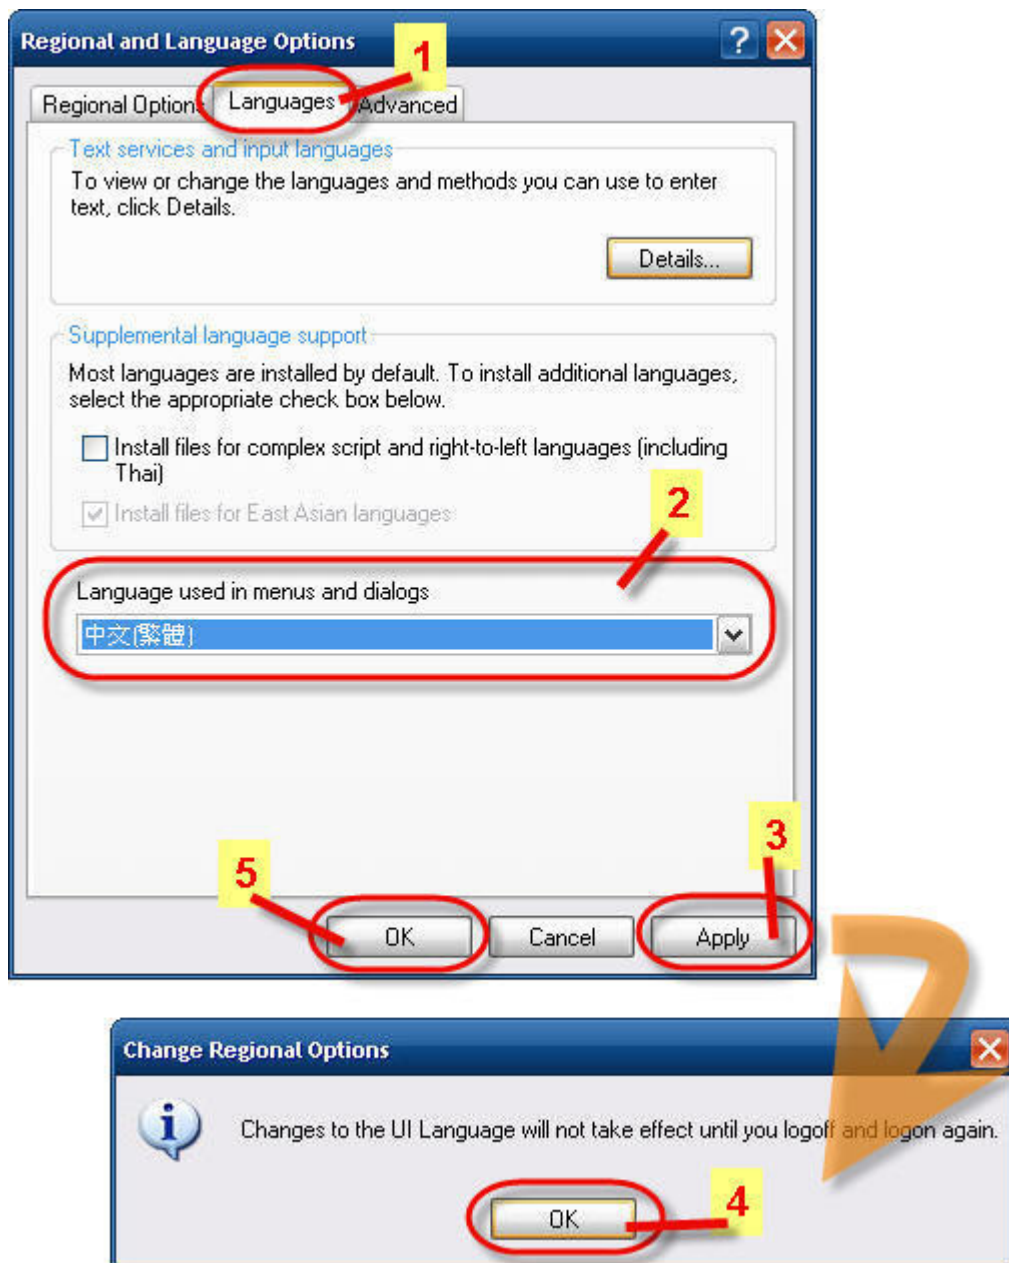 Regional and Language Options
1
Regional Options Languages Advanced
Text services and input languages
To view or change the languages and methods you can use to enter
text, click Details.
Details...
Supplemental language support
Most languages are installed by default. To install additional languages,
select the appropriate check box below.
Install files for complex script and right-to-left languages (including
Thai)
Install files for East Asian languages
2
Language used in menus and dialogs
中文(繁體)
3
5
OK Cancel Apply
Change Regional Options
Changes to the UI Language will not take effect until you logoff and logon again.
4
OK